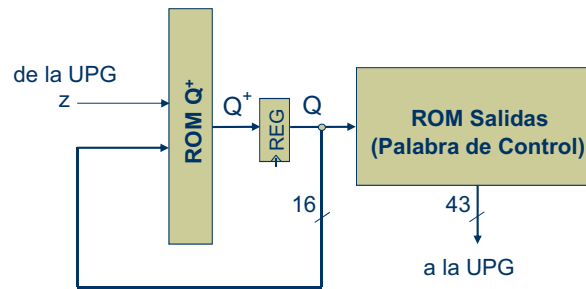 de la UPG
z
ROM Q+
Q+
REG
Q
ROM Salidas
(Palabra de Control)
16
43
a la UPG